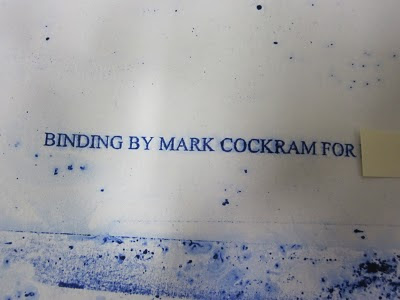 BINDING BY MARK COCKRAM FOR